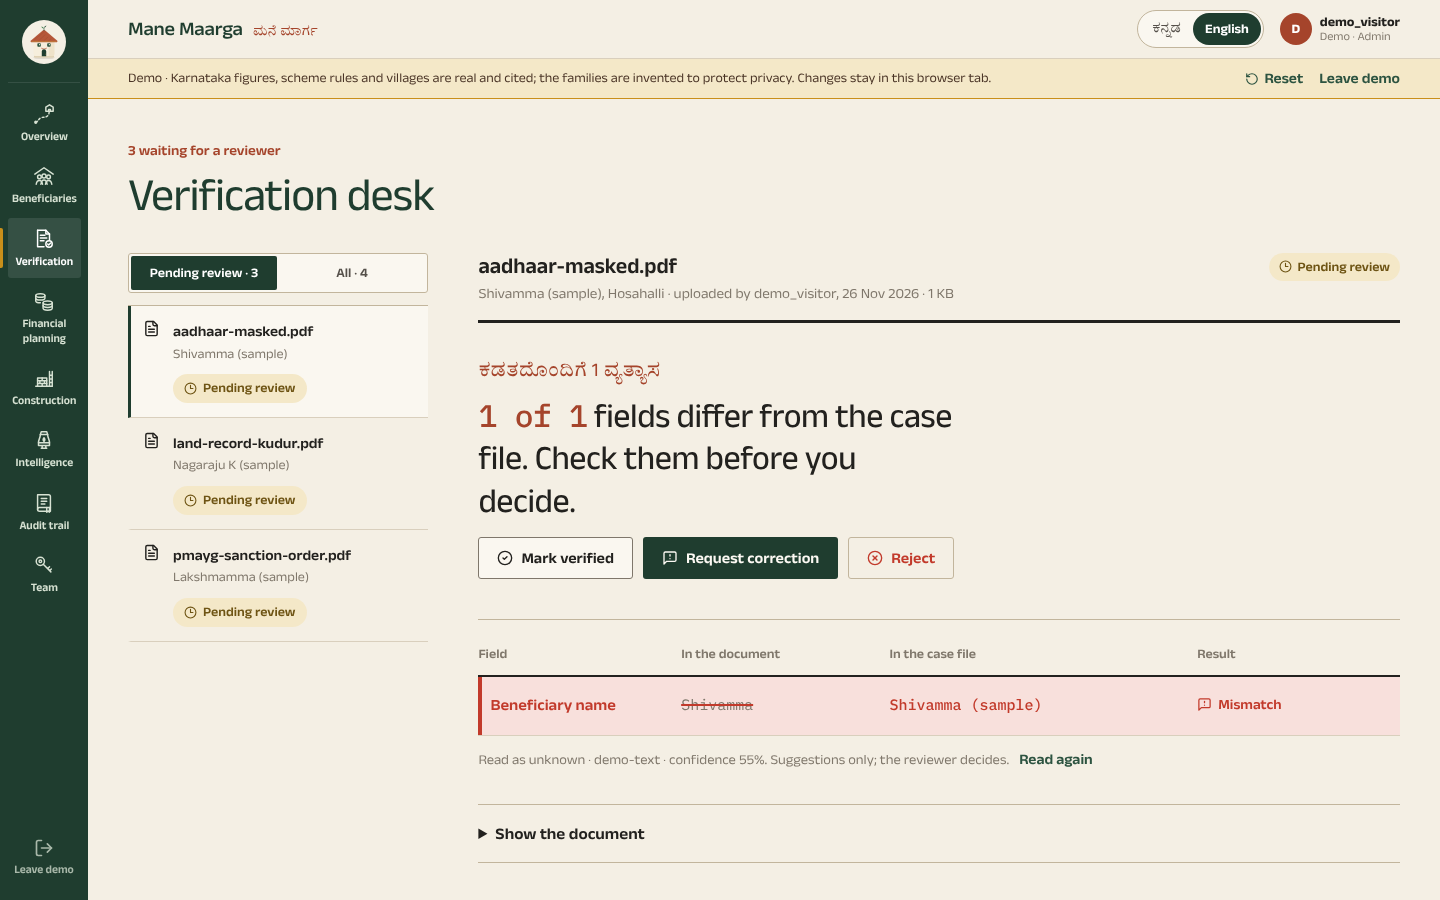 Mane Maarga ಮನೆ ಮಾರ್ಗ
ಕನ್ನಡ English
D demo_visitor
Demo · Admin
Demo · Karnataka figures, scheme rules and villages are real and cited; the families are invented to protect privacy. Changes stay in this browser tab.
Reset Leave demo
Overview
Beneficiaries
Verification
Financial
planning
Construction
Intelligence
Audit trail
Team
Leave demo
3 waiting for a reviewer
Verification desk
Pending review · 3 All · 4
aadhaar-masked.pdf
Shivamma (sample)
Pending review
land-record-kudur.pdf
Nagaraju K (sample)
Pending review
pmayg-sanction-order.pdf
Lakshmamma (sample)
Pending review
aadhaar-masked.pdf
Pending review
Shivamma (sample), Hosahalli · uploaded by demo_visitor, 26 Nov 2026 · 1 KB
ಕಡತದೊಂದಿಗೆ 1 ವ್ಯತ್ಯಾಸ
1 of 1 fields differ from the case
file. Check them before you
decide.
Mark verified Request correction Reject
Field In the document In the case file Result
Beneficiary name Shivamma Shivamma (sample) Mismatch
Read as unknown · demo-text · confidence 55%. Suggestions only; the reviewer decides. Read again
Show the document